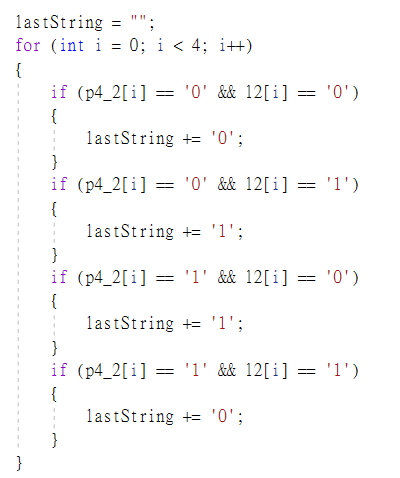 lastString = "";
for (int i = 0; i < 4; i++)
{
if (p4_2[i] == '0' && l2[i] == '0')
{
lastString += '0';
}
if (p4_2[i] == '0' && l2[i] == '1')
{
lastString += '1';
}
if (p4_2[i] == '1' && l2[i] == '0')
{
lastString += '1';
}
if (p4_2[i] == '1' && l2[i] == '1')
{
lastString += '0';
}
}